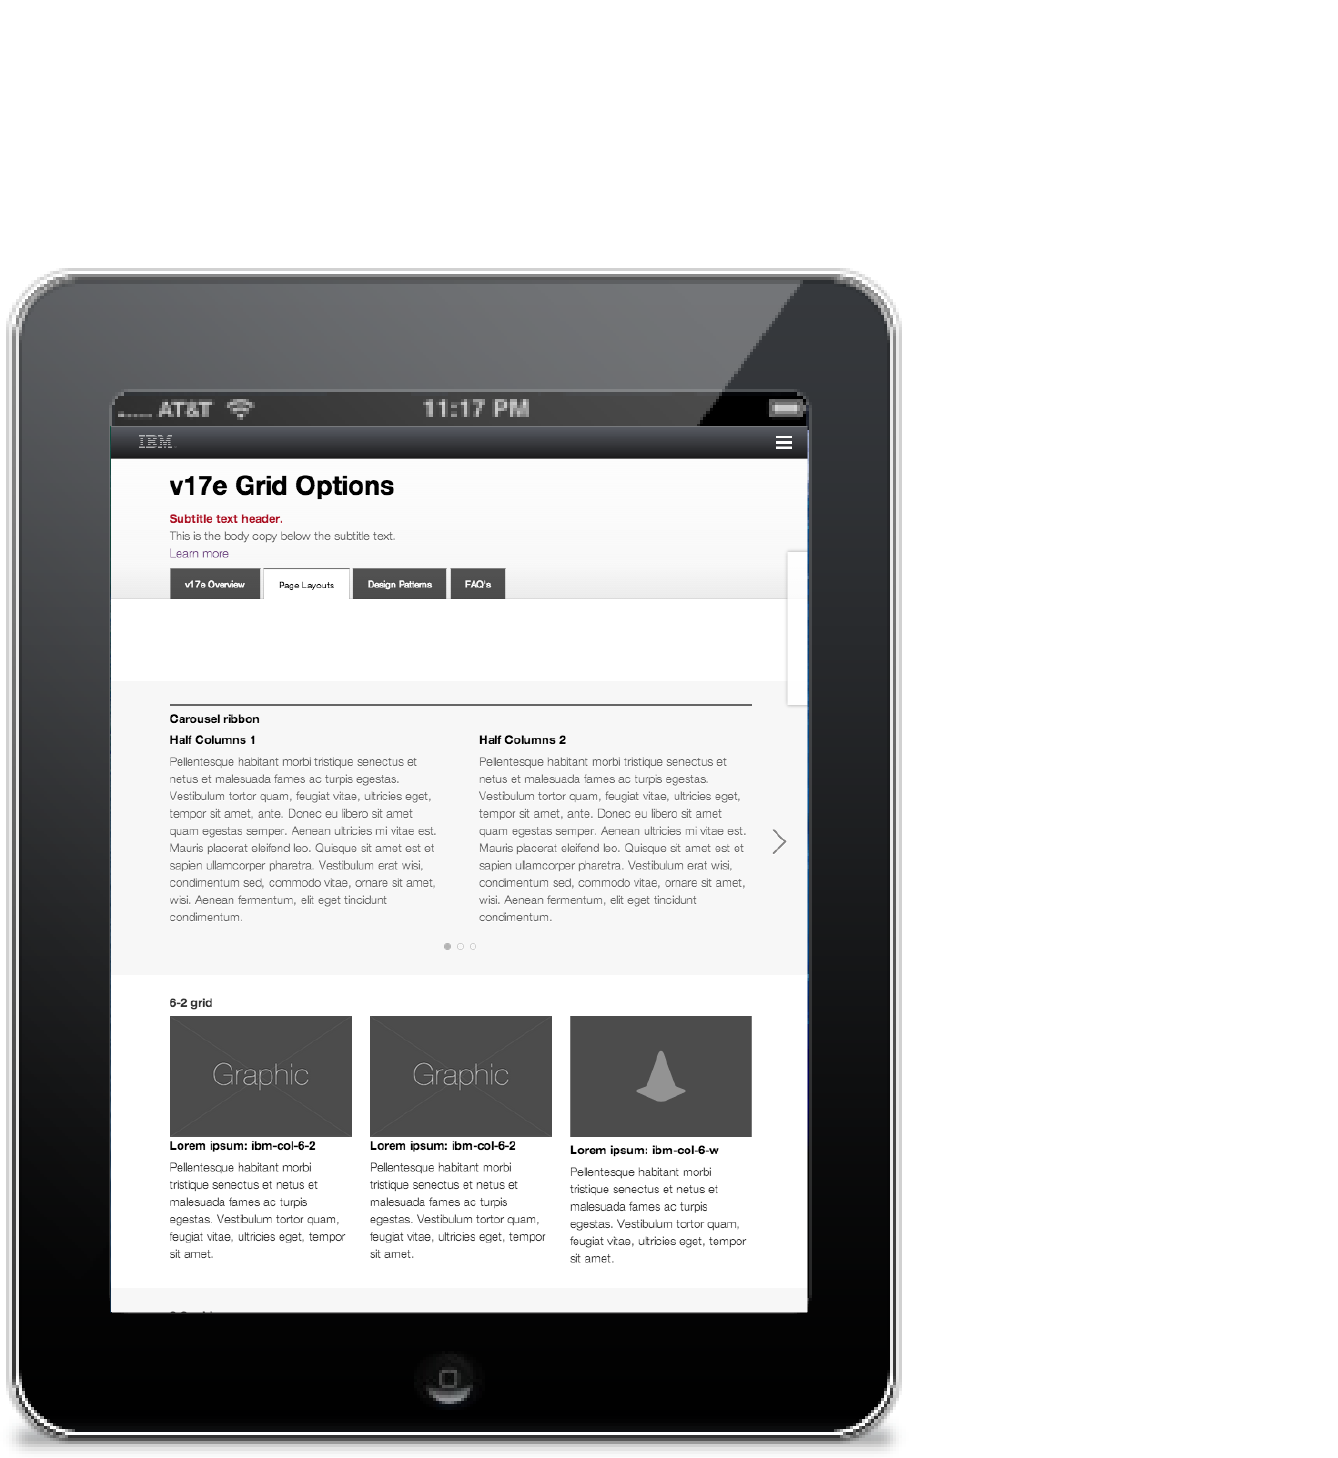 AT&T 11:17 PM
IBM
v17e Grid Options
Subtitle text header.
This is the body copy below the subtitle text.
Learn more
v17e Overview Page Layouts Design Patterns FAQ's
Carousel ribbon
Half Columns 1
Pellentesque habitant morbi tristique senectus et
netus et malesuada fames ac turpis egestas.
Vestibulum tortor quam, feugiat vitae, ultricies eget,
tempor sit amet, ante. Donec eu libero sit amet
quam egestas semper. Aenean ultricies mi vitae est.
Mauris placerat eleifend leo. Quisque sit amet est et
sapien ullamcorper pharetra. Vestibulum erat wisi,
condimentum sed, commodo vitae, ornare sit amet,
wisi. Aenean fermentum, elit eget tincidunt
condimentum.
Half Columns 2
Pellentesque habitant morbi tristique senectus et
netus et malesuada fames ac turpis egestas.
Vestibulum tortor quam, feugiat vitae, ultricies eget,
tempor sit amet, ante. Donec eu libero sit amet
quam egestas semper. Aenean ultricies mi vitae est.
Mauris placerat eleifend leo. Quisque sit amet est et
sapien ullamcorper pharetra. Vestibulum erat wisi,
condimentum sed, commodo vitae, ornare sit amet,
wisi. Aenean fermentum, elit eget tincidunt
condimentum.
6-2 grid
Graphic
Lorem ipsum: ibm-col-6-2
Pellentesque habitant morbi
tristique senectus et netus et
malesuada fames ac turpis
egestas. Vestibulum tortor quam,
feugiat vitae, ultricies eget, tempor
sit amet.
Graphic
Lorem ipsum: ibm-col-6-2
Pellentesque habitant morbi
tristique senectus et netus et
malesuada fames ac turpis
egestas. Vestibulum tortor quam,
feugiat vitae, ultricies eget, tempor
sit amet.
Lorem ipsum: ibm-col-6-w
Pellentesque habitant morbi
tristique senectus et netus et
malesuada fames ac turpis
egestas. Vestibulum tortor quam,
feugiat vitae, ultricies eget, tempor
sit amet.